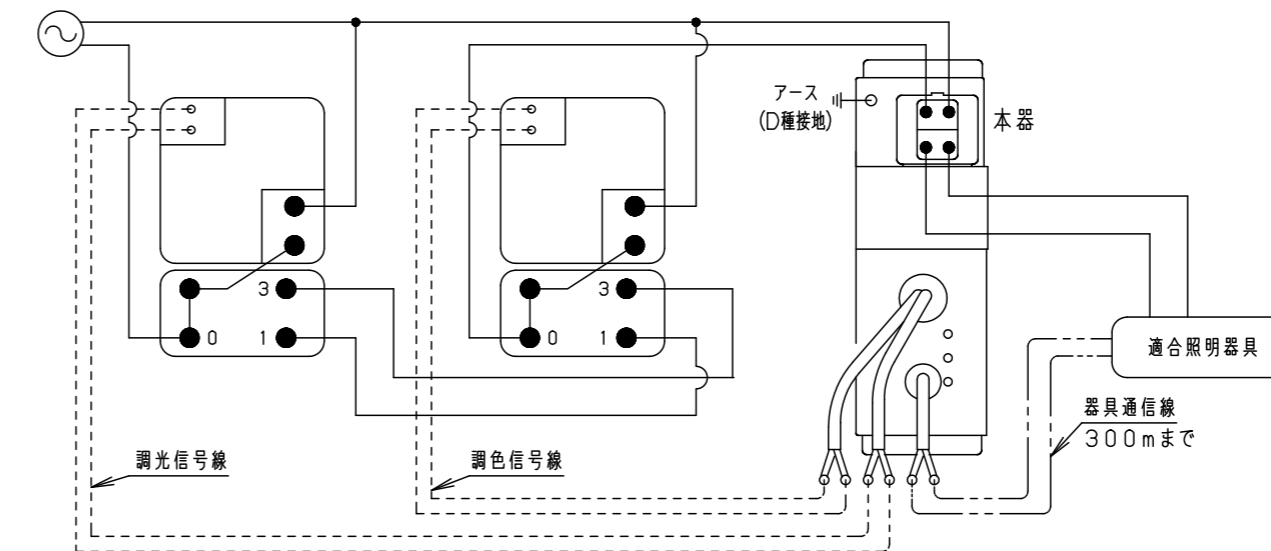 アース
(D種接地)
本器
3
0
1
3
0
1
適合照明器具
器具通信線
300mまで
調光信号線
調色信号線